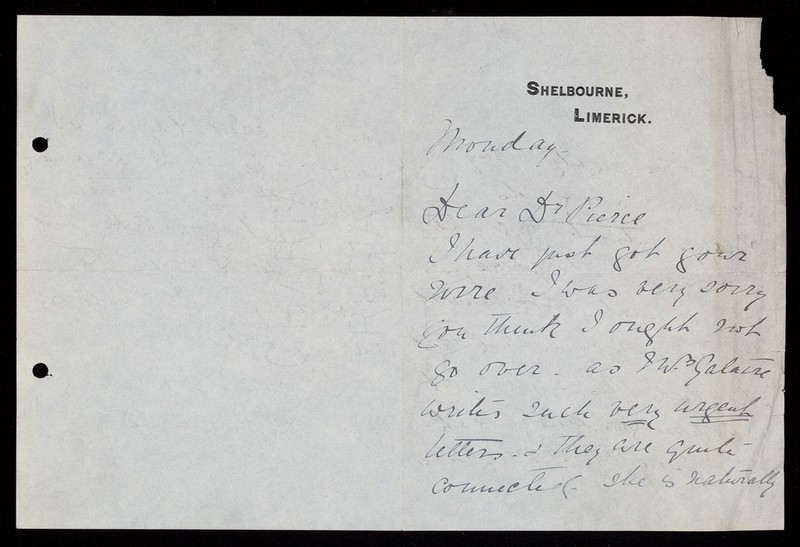 SHELBOURNE,
LIMERICK.
Monday.
Dear Dr Pierce
I have just got your
wire I was very sorry
you think I ought not
go over. as Mrs
writes such very urgent
letters. & they are quite
connected. She is naturally